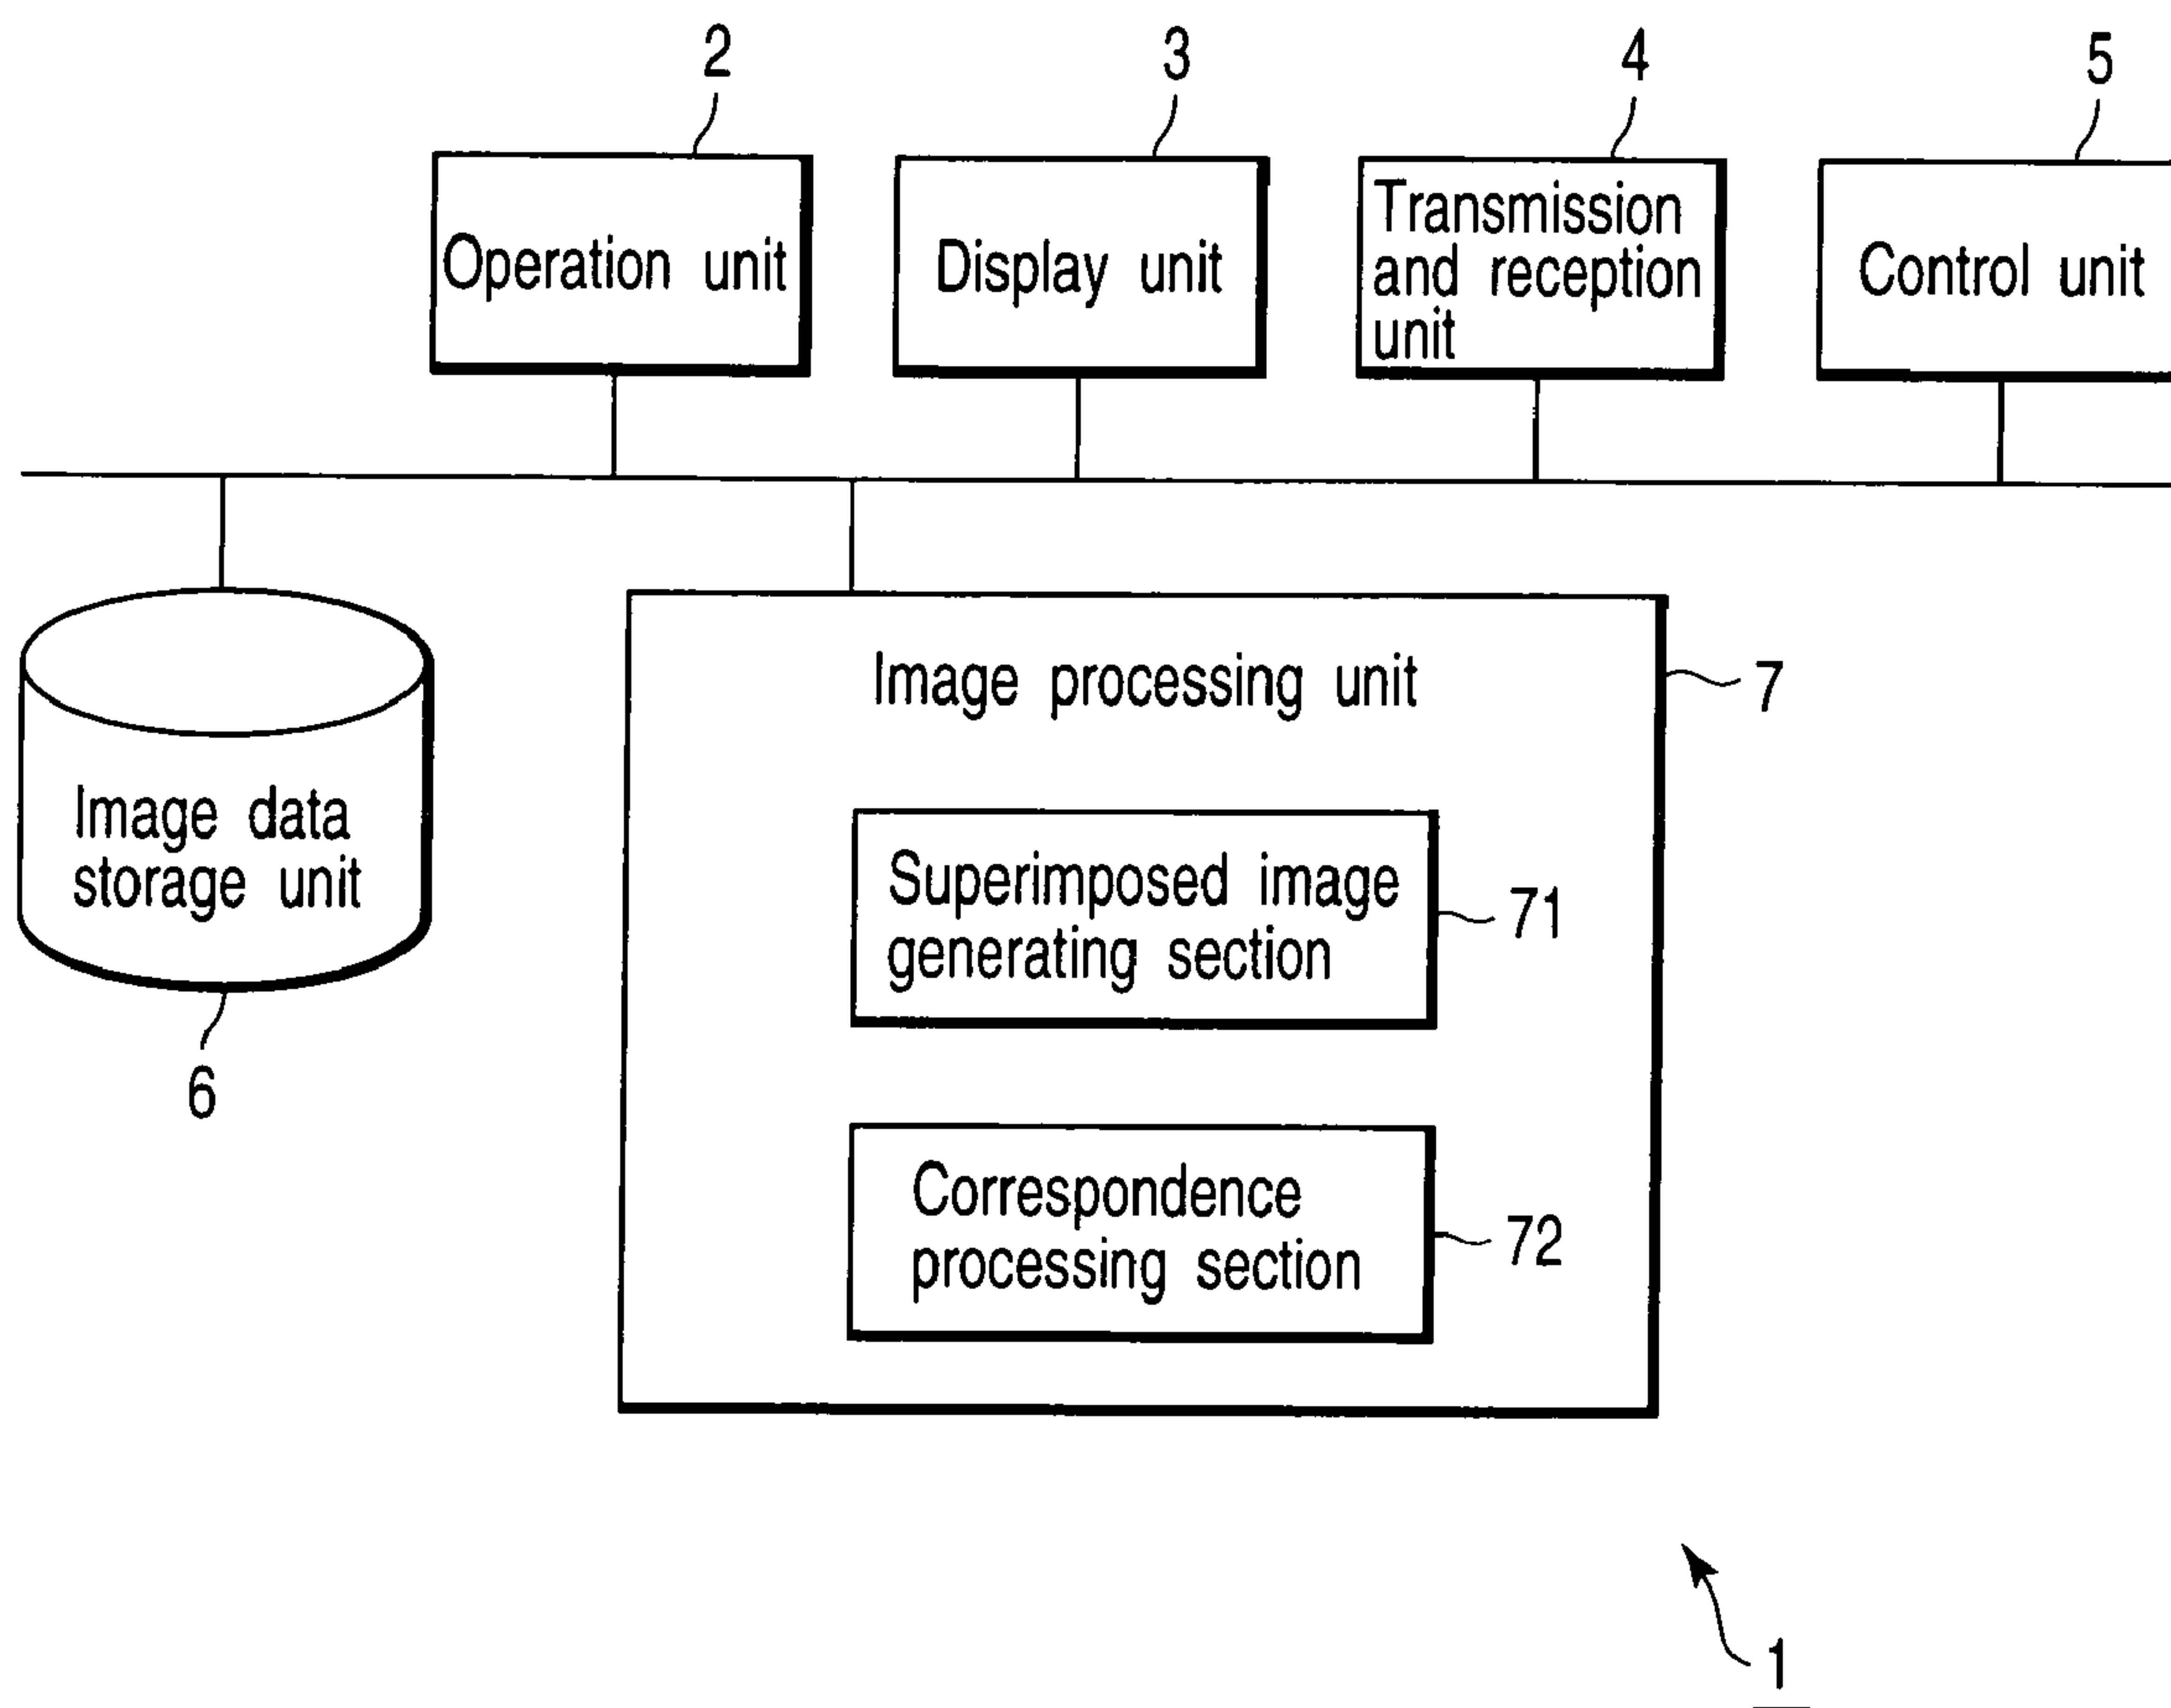 2
3
4
5
Operation unit
Display unit
Transmission
and reception
unit
Control unit
Image processing unit
7
Image data
storage unit
Superimposed image
generating section
71
6
Correspondence
processing section
72
1